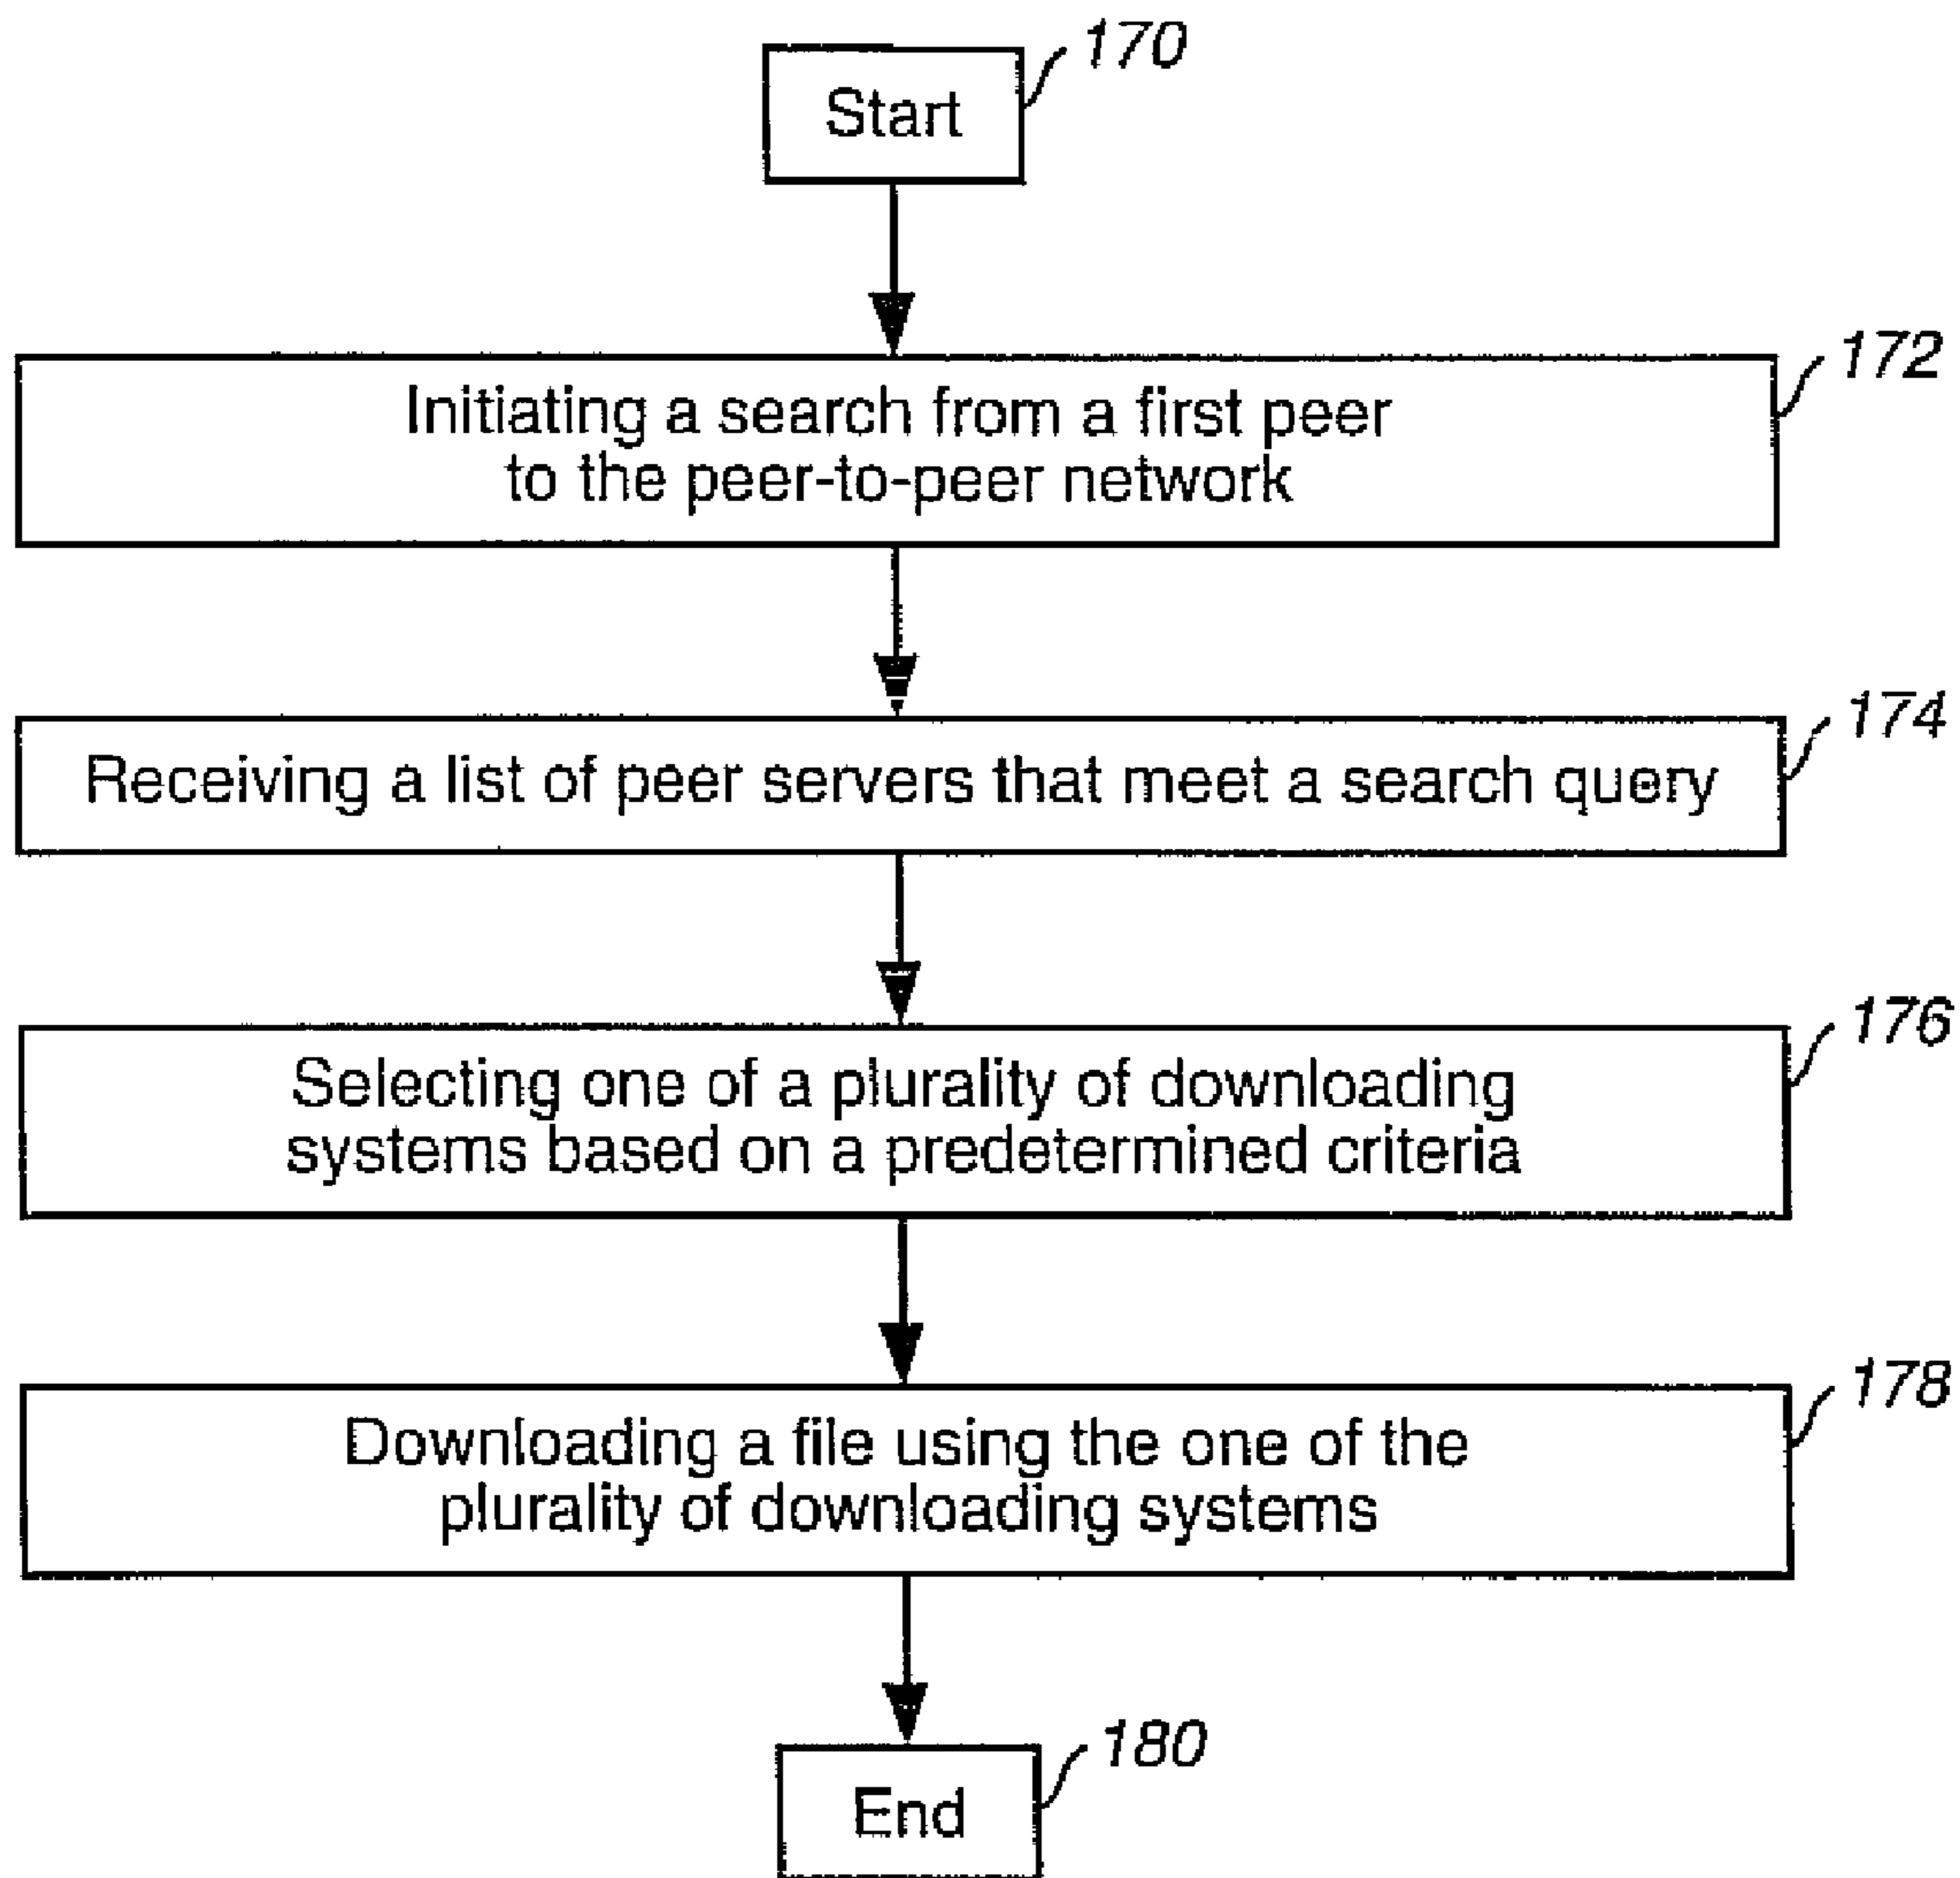 170
Start
172
Initiating a search from a first peer
to the peer-to-peer network
174
Receiving a list of peer servers that meet a search query
176
Selecting one of a plurality of downloading
systems based on a predetermined criteria
178
Downloading a file using the one of the
plurality of downloading systems
180
End